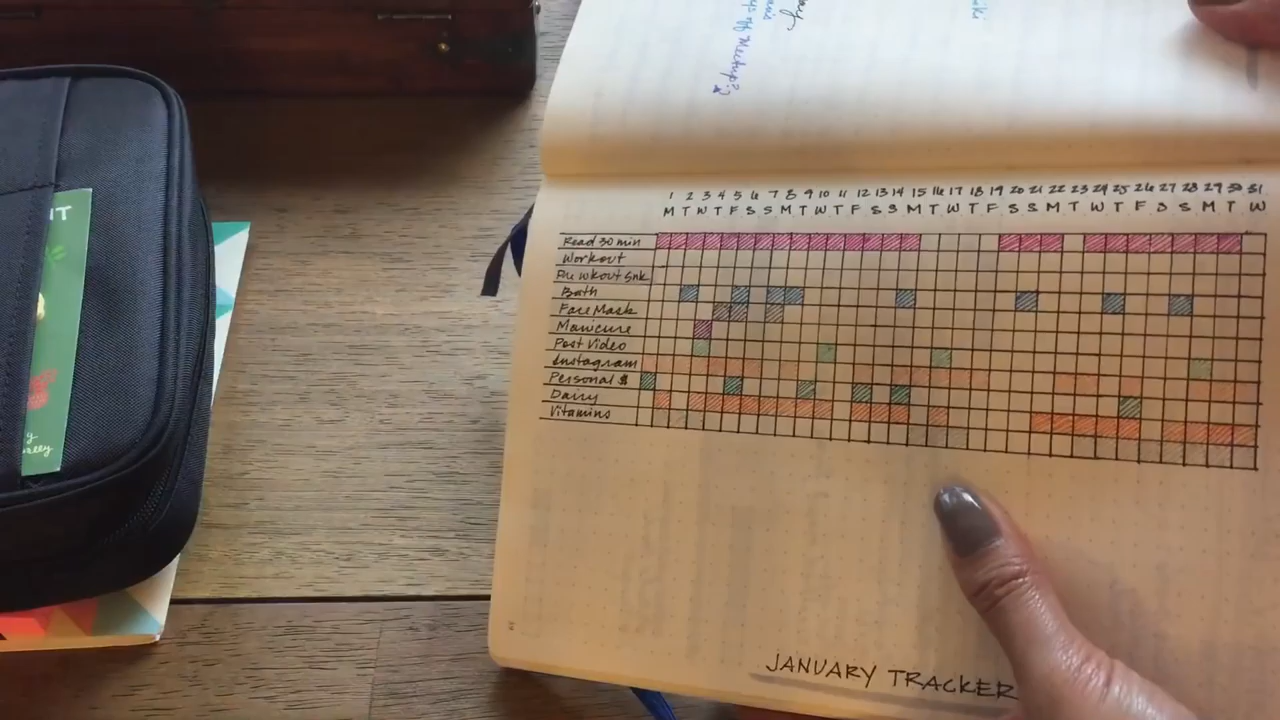 Meetup?
1 2 3 4 5 6 7 8 9 10 11 12 13 14 15 16 17 18 19 20 21 22 23 24 25 26 27 28 29 30 31
M T W T F S S M T W T F S S M T W T F S S M T W T F S S M T W
Read 30 min
Workout
Bath
Face Mask
Manicure
Post Video
Instagram
Personal $
Dairy
Vitamins
JANUARY TRACKER